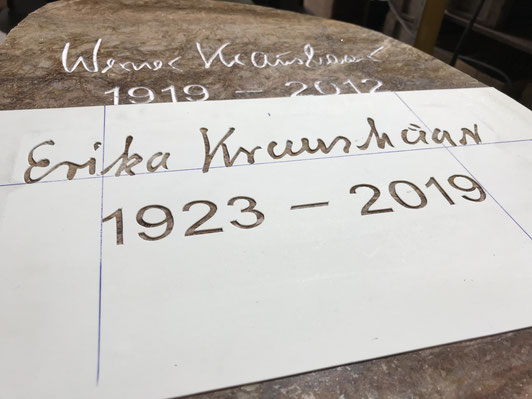 Werner Kraushaar
1919 – 2012
Erika Kraushaar
1923 – 2019